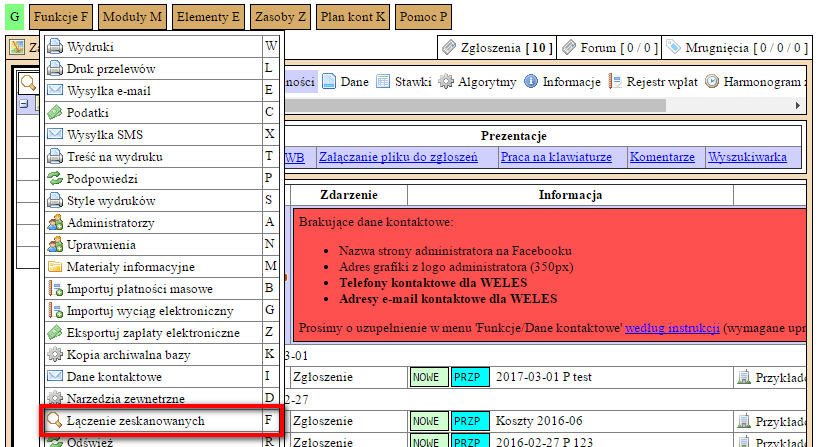 G Funkcje F Moduły M Elementy E Zasoby Z Plan kont K Pomoc P
Zgłoszenia [ 10 ] Forum [ 0 / 0 ] Mrugnięcia [ 0 / 0 / 0 ]
Dane Stawki Algorytmy Informacje Rejestr wpłat Harmonogram
Wydruki W
Druk przelewów L
Wysyłka e-mail E
Podatki C
Wysyłka SMS X
Treść na wydruku T
Podpowiedzi P
Style wydruków S
Administratorzy A
Uprawnienia N
Materiały informacyjne M
Importuj płatności masowe B
Importuj wyciąg elektroniczny G
Eksportuj zapłaty elektroniczne Z
Kopia archiwalna bazy K
Dane kontaktowe I
Narzędzia zewnętrzne D
Łączenie zeskanowanych F
Odśwież R
Prezentacje
WB Załączanie pliku do zgłoszeń Praca na klawiaturze Komentarze Wyszukiwarka
Zdarzenie Informacja
Brakujące dane kontaktowe:
• Nazwa strony administratora na Facebooku
• Adres grafiki z logo administratora (350px)
• Telefony kontaktowe dla WELES
• Adresy e-mail kontaktowe dla WELES
Prosimy o uzupełnienie w menu 'Funkcje/Dane kontaktowe' według instrukcji (wymagane
3-01
Zgłoszenie NOWE PRZP 2017-03-01 P test
2-27
Zgłoszenie NOWE PRZP Koszty 2016-06
Zgłoszenie NOWE PRZP 2016-02-27 P 123